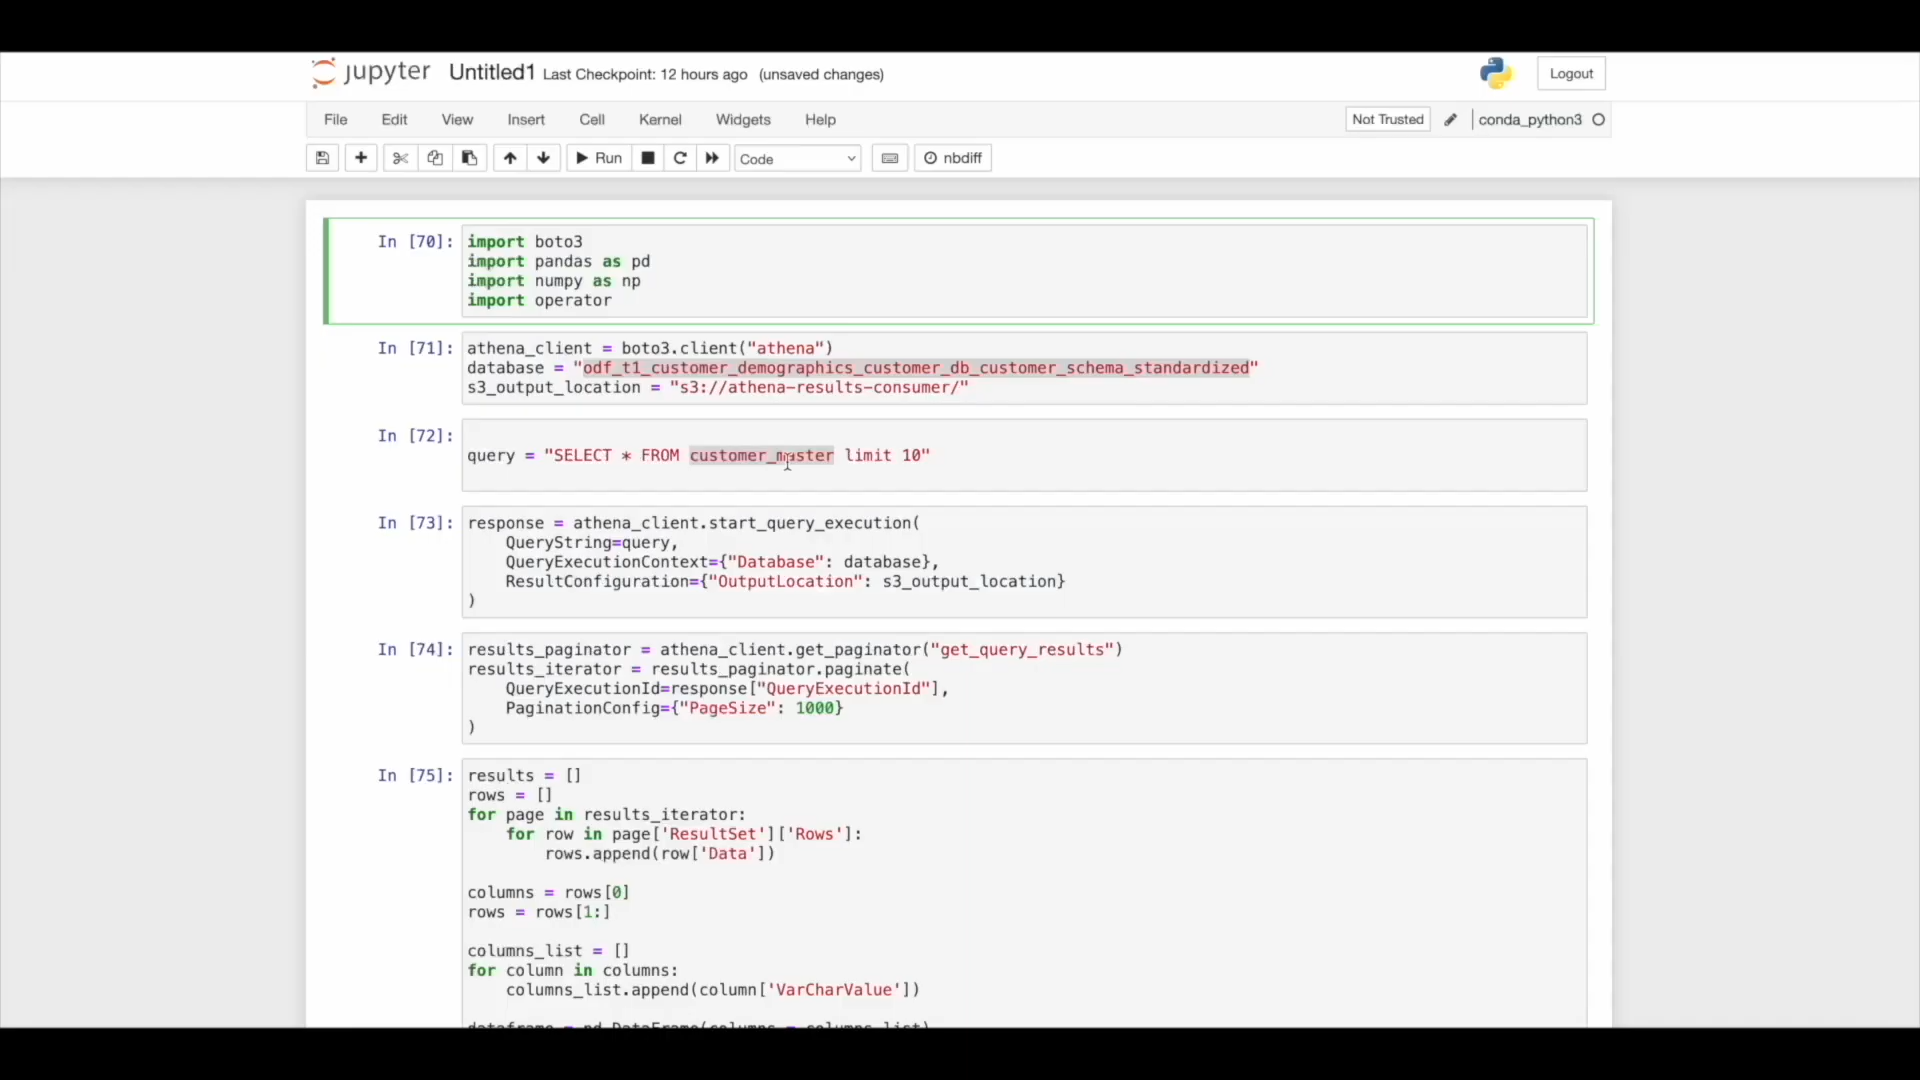 jupyter Untitled1 Last Checkpoint: 12 hours ago (unsaved changes) Logout
File Edit View Insert Cell Kernel Widgets Help Not Trusted conda_python3
Run Code nbdiff
In [70]: import boto3
import pandas as pd
import numpy as np
import operator
In [71]: athena_client = boto3.client("athena")
database = "odf_t1_customer_demographics_customer_db_customer_schema_standardized"
s3_output_location = "s3://athena-results-consumer/"
In [72]:
query = "SELECT * FROM customer_master limit 10"
In [73]: response = athena_client.start_query_execution(
    QueryString=query,
    QueryExecutionContext={"Database": database},
    ResultConfiguration={"OutputLocation": s3_output_location}
)
In [74]: results_paginator = athena_client.get_paginator("get_query_results")
results_iterator = results_paginator.paginate(
    QueryExecutionId=response["QueryExecutionId"],
    PaginationConfig={"PageSize": 1000}
)
In [75]: results = []
rows = []
for page in results_iterator:
    for row in page['ResultSet']['Rows']:
        rows.append(row['Data'])
columns = rows[0]
rows = rows[1:]
columns_list = []
for column in columns:
    columns_list.append(column['VarCharValue'])
dataframe = pd.DataFrame(columns = columns_list)